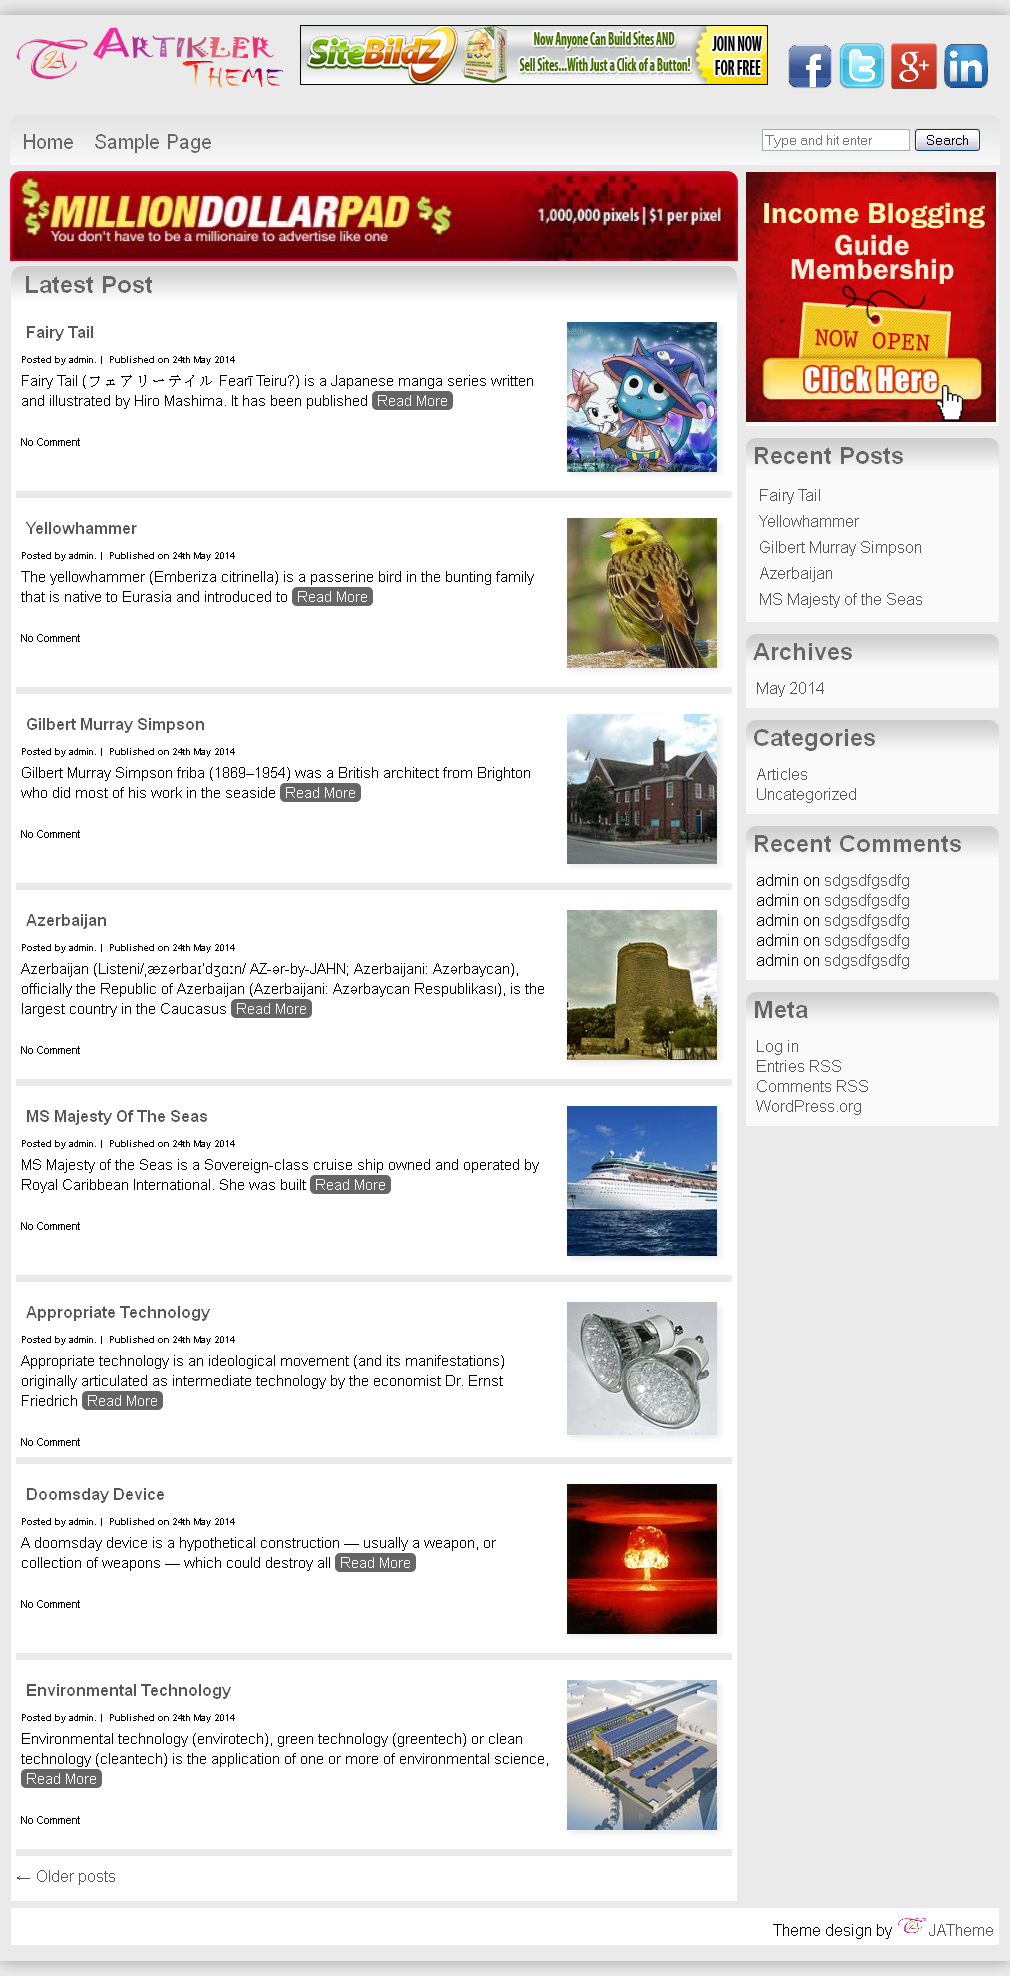 ARTIKLER
THEME
SiteBildZ
Now Anyone Can Build Sites AND
Sell Sites...With Just a Click of a Button!
JOIN NOW
FOR FREE
Home Sample Page
Type and hit enter Search
MILLIONDOLLARPAD
You don't have to be a millionaire to advertise like one
1,000,000 pixels | $1 per pixel
Latest Post
Fairy Tail
Posted by admin. | Published on 24th May 2014
Fairy Tail (フェアリーテイル Fearī Teiru?) is a Japanese manga series written
and illustrated by Hiro Mashima. It has been published Read More
No Comment
Yellowhammer
Posted by admin. | Published on 24th May 2014
The yellowhammer (Emberiza citrinella) is a passerine bird in the bunting family
that is native to Eurasia and introduced to Read More
No Comment
Gilbert Murray Simpson
Posted by admin. | Published on 24th May 2014
Gilbert Murray Simpson friba (1869–1954) was a British architect from Brighton
who did most of his work in the seaside Read More
No Comment
Azerbaijan
Posted by admin. | Published on 24th May 2014
Azerbaijan (Listeni/ˌæzərbaɪˈdʒɑːn/ AZ-ər-by-JAHN; Azerbaijani: Azərbaycan),
officially the Republic of Azerbaijan (Azerbaijani: Azərbaycan Respublikası), is the
largest country in the Caucasus Read More
No Comment
MS Majesty Of The Seas
Posted by admin. | Published on 24th May 2014
MS Majesty of the Seas is a Sovereign-class cruise ship owned and operated by
Royal Caribbean International. She was built Read More
No Comment
Appropriate Technology
Posted by admin. | Published on 24th May 2014
Appropriate technology is an ideological movement (and its manifestations)
originally articulated as intermediate technology by the economist Dr. Ernst
Friedrich Read More
No Comment
Doomsday Device
Posted by admin. | Published on 24th May 2014
A doomsday device is a hypothetical construction — usually a weapon, or
collection of weapons — which could destroy all Read More
No Comment
Environmental Technology
Posted by admin. | Published on 24th May 2014
Environmental technology (envirotech), green technology (greentech) or clean
technology (cleantech) is the application of one or more of environmental science,
Read More
No Comment
← Older posts
Income Blogging
Guide
Membership
NOW OPEN
Click Here
Recent Posts
Fairy Tail
Yellowhammer
Gilbert Murray Simpson
Azerbaijan
MS Majesty of the Seas
Archives
May 2014
Categories
Articles
Uncategorized
Recent Comments
admin on sdgsdfgsdfg
admin on sdgsdfgsdfg
admin on sdgsdfgsdfg
admin on sdgsdfgsdfg
admin on sdgsdfgsdfg
Meta
Log in
Entries RSS
Comments RSS
WordPress.org
Theme design by JATheme